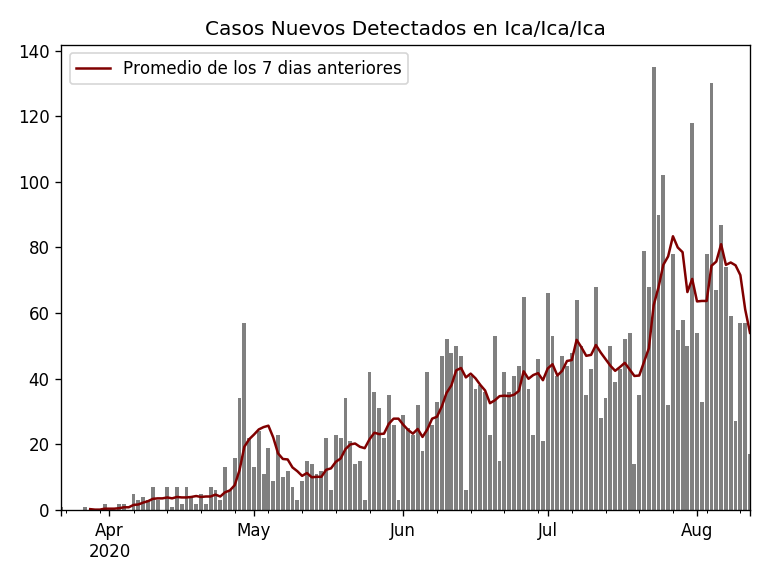 Casos Nuevos Detectados en Ica/Ica/Ica
Promedio de los 7 dias anteriores
140
120
100
80
60
40
20
0
Apr
2020
May
Jun
Jul
Aug